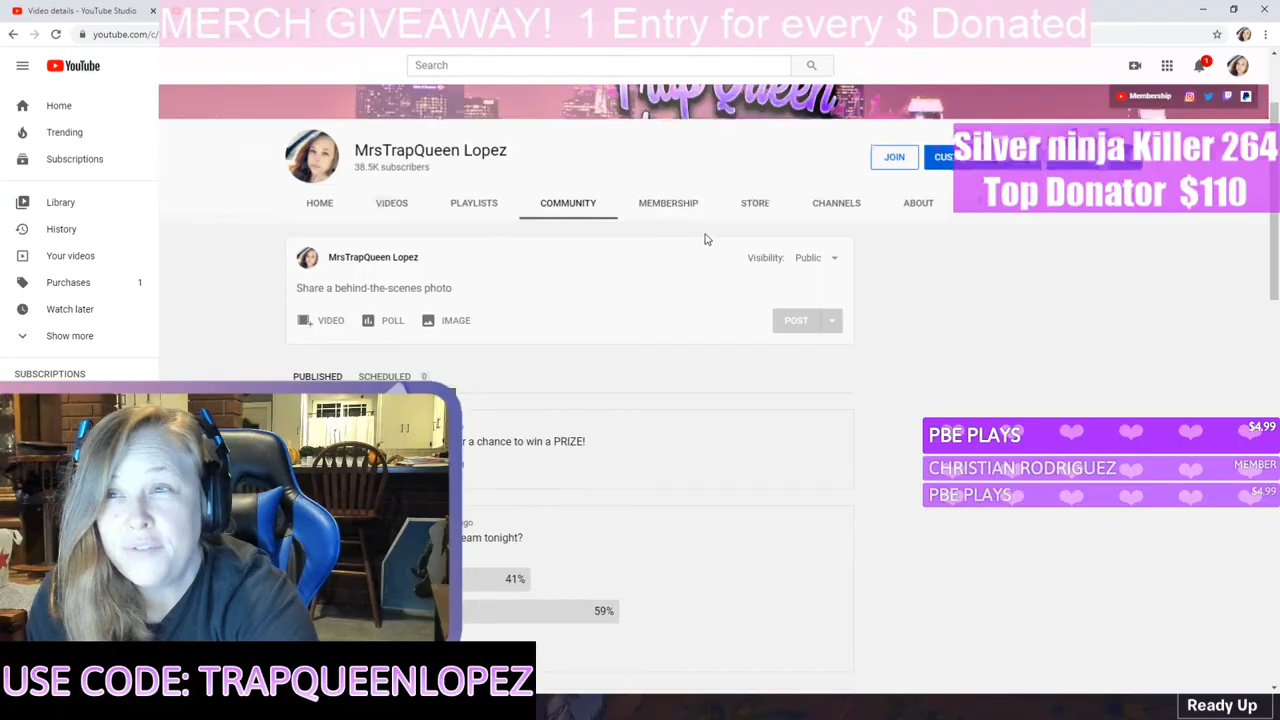 Video details - YouTube Studio
MERCH GIVEAWAY! 1 Entry for every $ Donated
youtube.com/c/
YouTube
Search
1
Home
Trending
Subscriptions
Library
History
Your videos
Purchases 1
Watch later
Show more
SUBSCRIPTIONS
TrapQueen
Membership
MrsTrapQueen Lopez
38.5K subscribers
JOIN
CUS
Silver ninja Killer 264
Top Donator $110
HOME
VIDEOS
PLAYLISTS
COMMUNITY
MEMBERSHIP
STORE
CHANNELS
ABOUT
MrsTrapQueen Lopez
Visibility: Public
Share a behind-the-scenes photo
VIDEO
POLL
IMAGE
POST
PUBLISHED
SCHEDULED 0
r a chance to win a PRIZE!
ago
eam tonight?
41%
59%
PBE PLAYS $4.99
CHRISTIAN RODRIGUEZ MEMBER
PBE PLAYS $4.99
USE CODE: TRAPQUEENLOPEZ
Ready Up